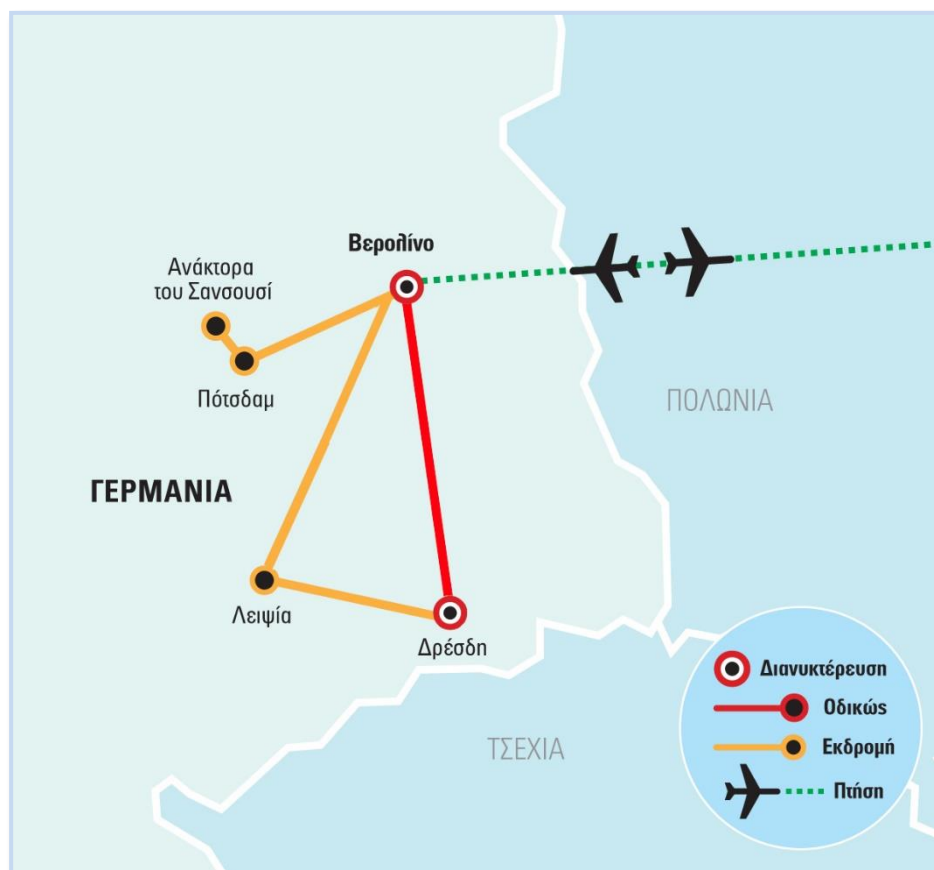 Βερολίνο
Ανάκτορα
του Σανσουσί
Πότσδαμ
ΠΟΛΩΝΙΑ
ΓΕΡΜΑΝΙΑ
Λειψία
Δρέσδη
ΤΣΕΧΙΑ
Διανυκτέρευση
Οδικώς
Εκδρομή
Πτήση